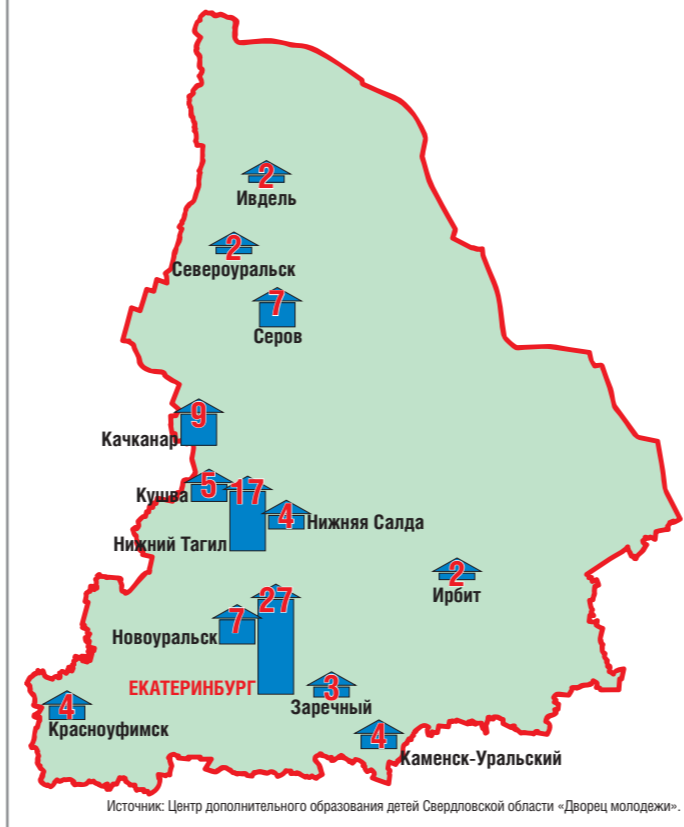 2
Ивдель
2
Североуральск
7
Серов
9
Качканар
5
Кушва
17
Нижний Тагил
4
Нижняя Салда
2
Ирбит
7
Новоуральск
27
ЕКАТЕРИНБУРГ
3
Заречный
4
Красноуфимск
4
Каменск-Уральский
Источник: Центр дополнительного образования детей Свердловской области «Дворец молодежи».